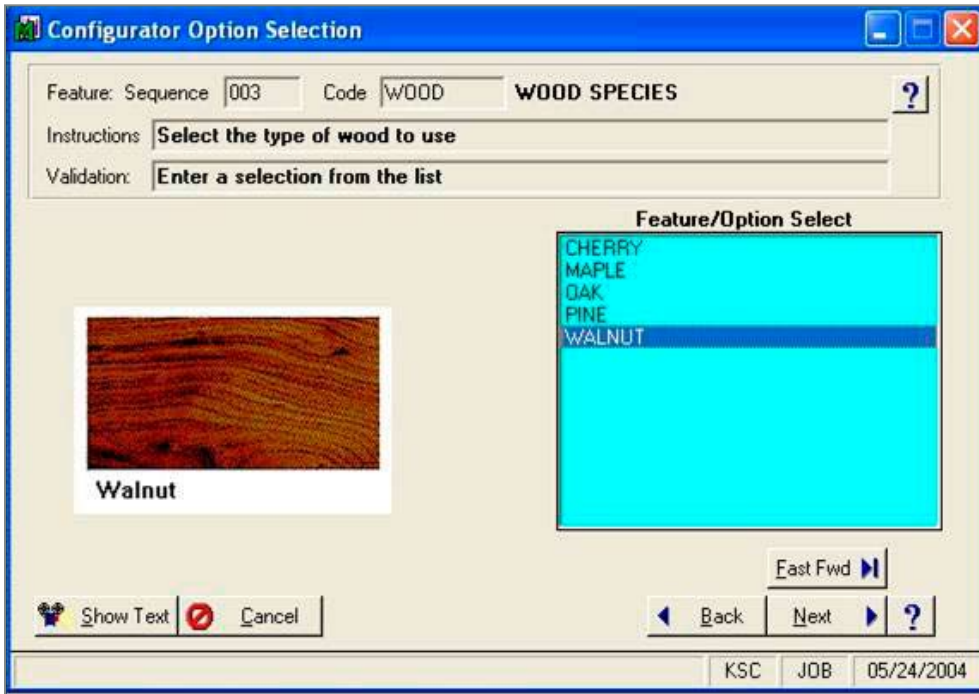 Configurator Option Selection
Feature: Sequence 003 Code WOOD WOOD SPECIES ?
Instructions Select the type of wood to use
Validation: Enter a selection from the list
Feature/Option Select
CHERRY
MAPLE
OAK
PINE
WALNUT
Walnut
Fast Fwd
Show Text Cancel Back Next ?
KSC JOB 05/24/2004